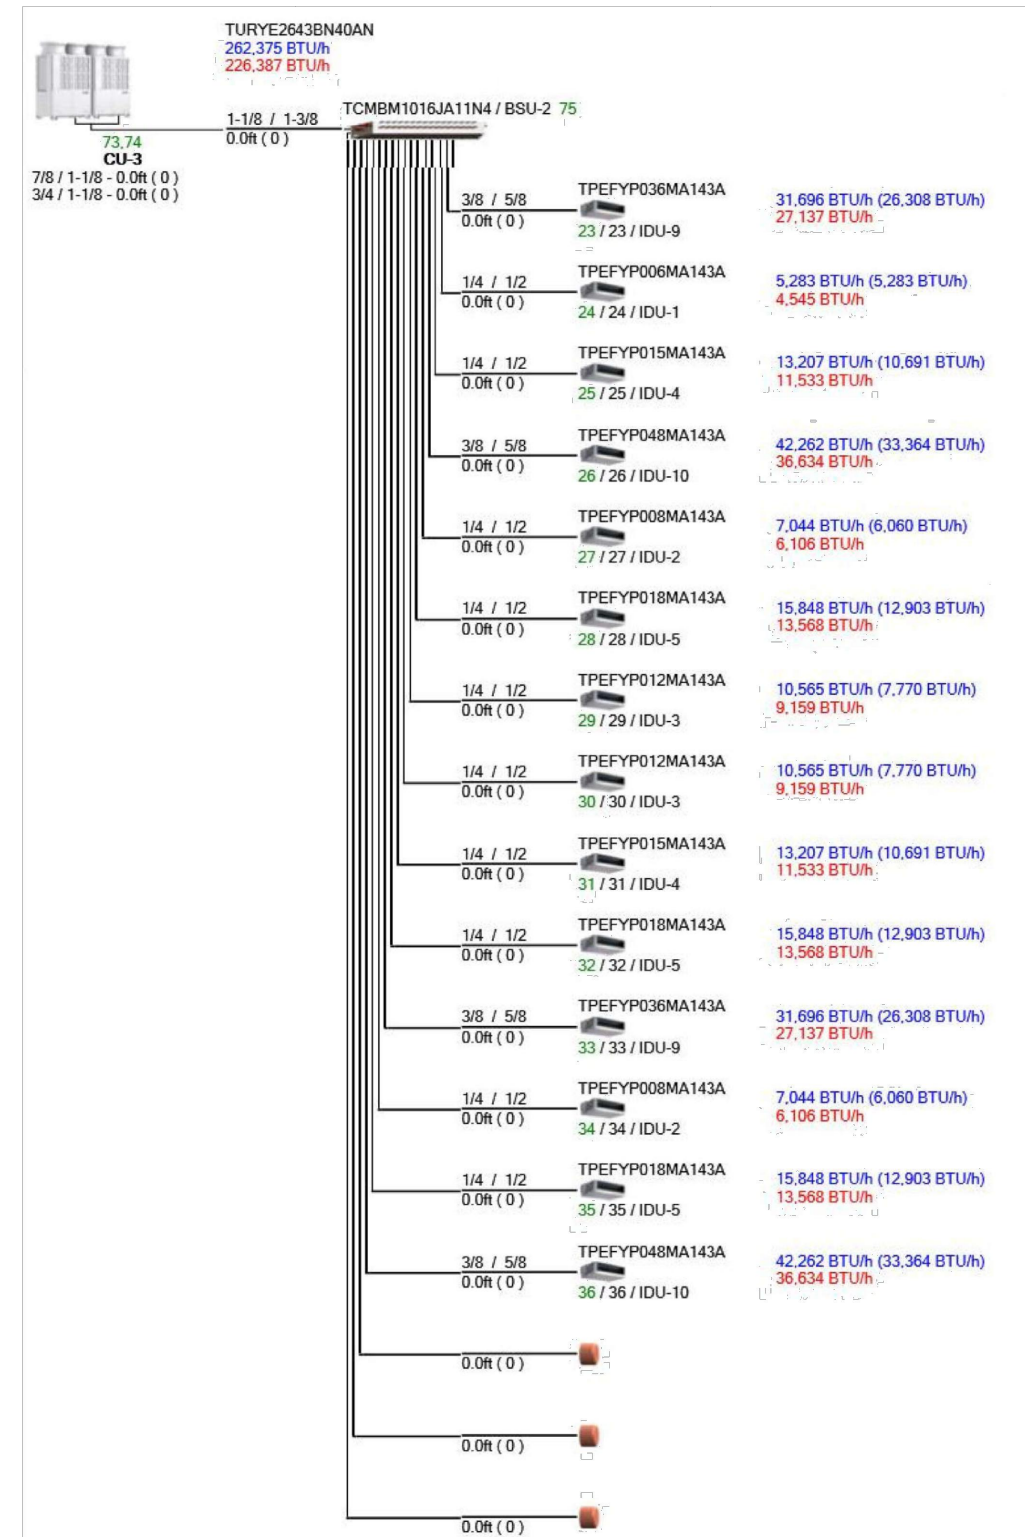 TURYE2643BN40AN
262,375 BTU/h
226,387 BTU/h
TCMBM1016JA11N4 / BSU-2 75
1-1/8 / 1-3/8
0.0ft ( 0 )
73,74
CU-3
7/8 / 1-1/8 - 0.0ft ( 0 )
3/4 / 1-1/8 - 0.0ft ( 0 )
TPEFYP036MA143A
3/8 / 5/8
0.0ft ( 0 )
23 / 23 / IDU-9
31,696 BTU/h (26,308 BTU/h)
27,137 BTU/h
TPEFYP006MA143A
1/4 / 1/2
0.0ft ( 0 )
24 / 24 / IDU-1
5,283 BTU/h (5,283 BTU/h)
4,545 BTU/h
TPEFYP015MA143A
1/4 / 1/2
0.0ft ( 0 )
25 / 25 / IDU-4
13,207 BTU/h (10,691 BTU/h)
11,533 BTU/h
TPEFYP048MA143A
3/8 / 5/8
0.0ft ( 0 )
26 / 26 / IDU-10
42,262 BTU/h (33,364 BTU/h)
36,634 BTU/h
TPEFYP008MA143A
1/4 / 1/2
0.0ft ( 0 )
27 / 27 / IDU-2
7,044 BTU/h (6,060 BTU/h)
6,106 BTU/h
TPEFYP018MA143A
1/4 / 1/2
0.0ft ( 0 )
28 / 28 / IDU-5
15,848 BTU/h (12,903 BTU/h)
13,568 BTU/h
TPEFYP012MA143A
1/4 / 1/2
0.0ft ( 0 )
29 / 29 / IDU-3
10,565 BTU/h (7,770 BTU/h)
9,159 BTU/h
TPEFYP012MA143A
1/4 / 1/2
0.0ft ( 0 )
30 / 30 / IDU-3
10,565 BTU/h (7,770 BTU/h)
9,159 BTU/h
TPEFYP015MA143A
1/4 / 1/2
0.0ft ( 0 )
31 / 31 / IDU-4
13,207 BTU/h (10,691 BTU/h)
11,533 BTU/h
TPEFYP018MA143A
1/4 / 1/2
0.0ft ( 0 )
32 / 32 / IDU-5
15,848 BTU/h (12,903 BTU/h)
13,568 BTU/h
TPEFYP036MA143A
3/8 / 5/8
0.0ft ( 0 )
33 / 33 / IDU-9
31,696 BTU/h (26,308 BTU/h)
27,137 BTU/h
TPEFYP008MA143A
1/4 / 1/2
0.0ft ( 0 )
34 / 34 / IDU-2
7,044 BTU/h (6,060 BTU/h)
6,106 BTU/h
TPEFYP018MA143A
1/4 / 1/2
0.0ft ( 0 )
35 / 35 / IDU-5
15,848 BTU/h (12,903 BTU/h)
13,568 BTU/h
TPEFYP048MA143A
3/8 / 5/8
0.0ft ( 0 )
36 / 36 / IDU-10
42,262 BTU/h (33,364 BTU/h)
36,634 BTU/h
0.0ft ( 0 )
0.0ft ( 0 )
0.0ft ( 0 )